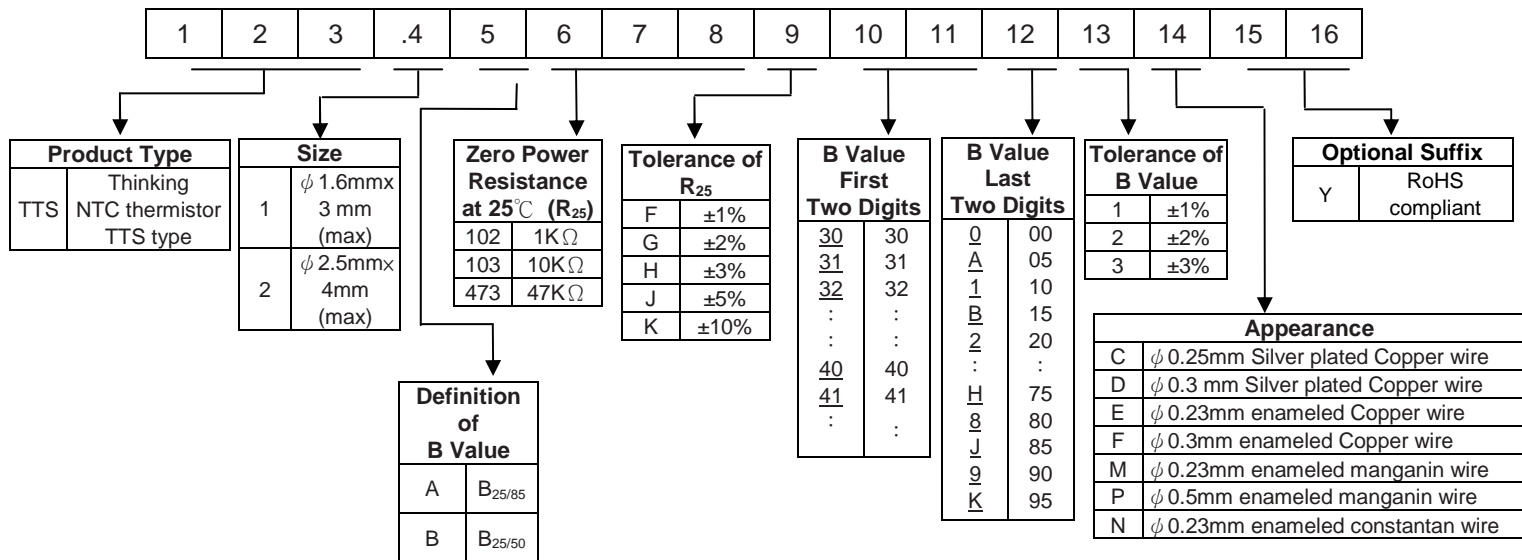 1 2 3 .4 5 6 7 8 9 10 11 12 13 14 15 16
Product Type
TTS
Thinking
NTC thermistor
TTS type
Size
1
ϕ 1.6mmx
3 mm
(max)
2
ϕ 2.5mm×
4mm
(max)
Definition
of
B Value
A B25/85
B B25/50
Zero Power
Resistance
at 25℃ (R25)
102 1KΩ
103 10KΩ
473 47KΩ
Tolerance of
R25
F ±1%
G ±2%
H ±3%
J ±5%
K ±10%
B Value
First
Two Digits
30 30
31 31
32 32
: :
: :
40 40
41 41
: :
B Value
Last
Two Digits
0 00
A 05
1 10
B 15
2 20
: :
H 75
8 80
J 85
9 90
K 95
Tolerance of
B Value
1 ±1%
2 ±2%
3 ±3%
Appearance
C ϕ 0.25mm Silver plated Copper wire
D ϕ 0.3 mm Silver plated Copper wire
E ϕ 0.23mm enameled Copper wire
F ϕ 0.3mm enameled Copper wire
M ϕ 0.23mm enameled manganin wire
P ϕ 0.5mm enameled manganin wire
N ϕ 0.23mm enameled constantan wire
Optional Suffix
Y
RoHS
compliant